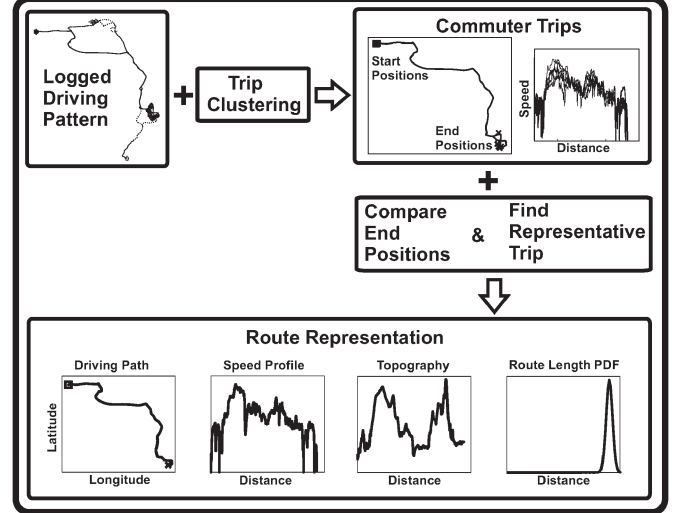 Logged
Driving
Pattern
+
Trip
Clustering
Commuter Trips
Start
Positions
End
Positions
Speed
Distance
+
Compare
End
Positions
&
Find
Representative
Trip
Route Representation
Driving Path
Latitude
Longitude
Speed Profile
Distance
Topography
Distance
Route Length PDF
Distance